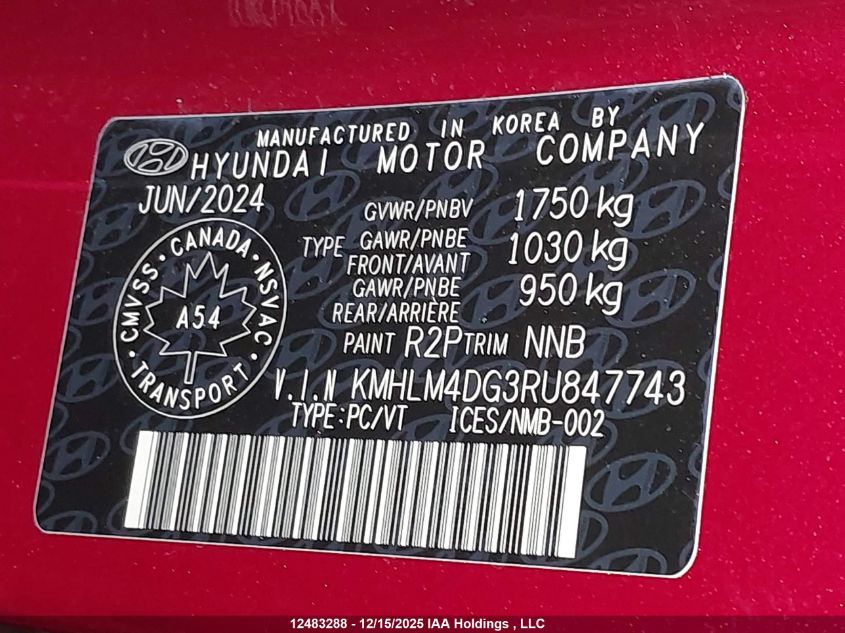 MANUFACTURED IN KOREA BY
HYUNDAI MOTOR COMPANY
JUN/2024
GVWR/PNBV 1750 kg
TYPE GAWR/PNBE FRONT/AVANT 1030 kg
GAWR/PNBE REAR/ARRIÈRE 950 kg
PAINT R2P TRIM NNB
CMVSS · CANADA · NSVAC · TRANSPORT ·
A54
V.I.N KMHLM4DG3RU847743
TYPE:PC/VT ICES/NMB-002
12483288 - 12/15/2025 IAA Holdings , LLC